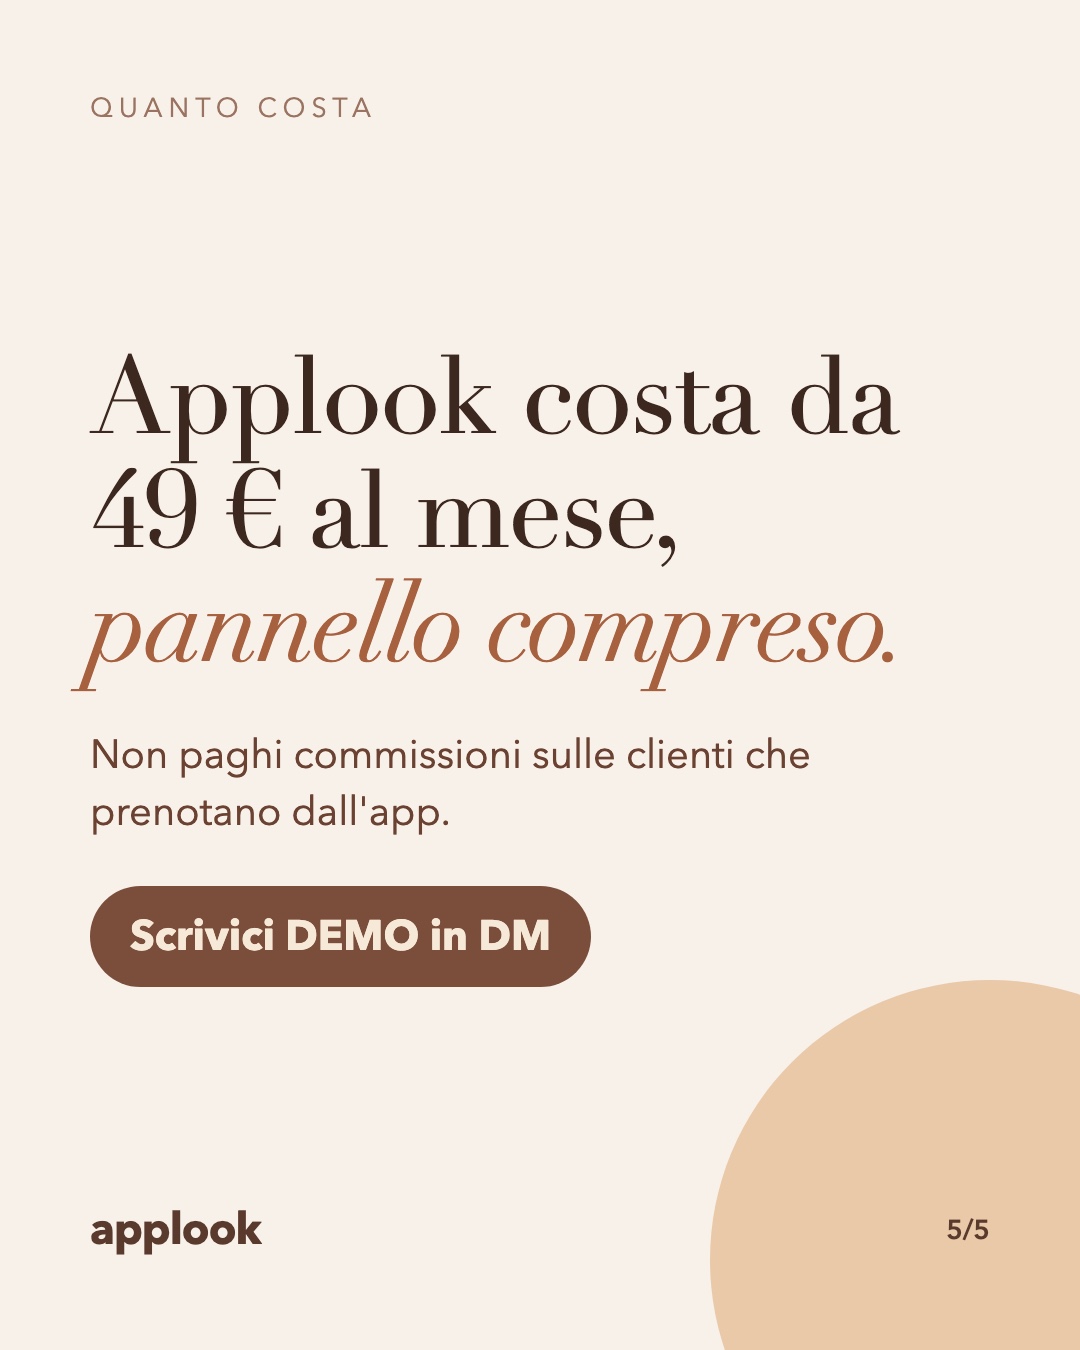 QUANTO COSTA
Applook costa da
49 € al mese,
pannello compreso.
Non paghi commissioni sulle clienti che
prenotano dall'app.
Scrivici DEMO in DM
applook
5/5